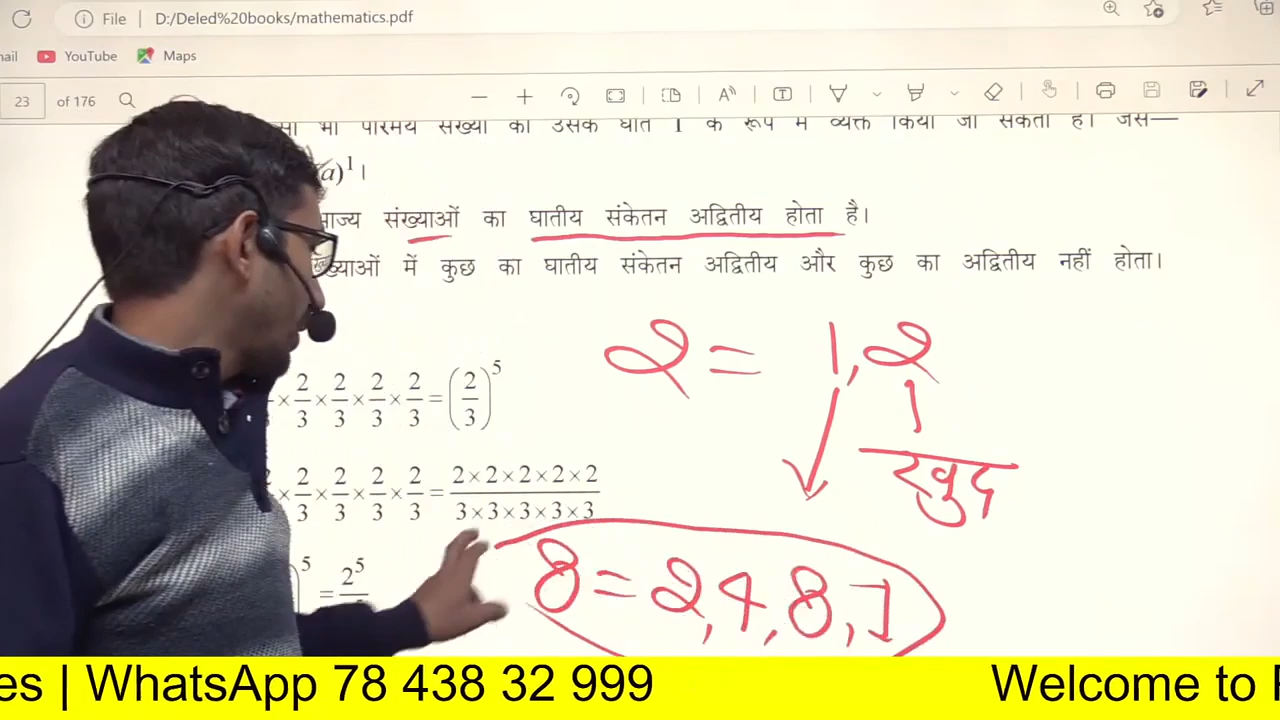 File | D:/Deled%20books/mathematics.pdf
YouTube Maps
23 of 176
भी परिमेय संख्या को उसके घात 1 के रूप में व्यक्त किया जा सकता है। जैसे—
(a)^1।
संख्याओं का घातीय संकेतन अद्वितीय होता है।
में कुछ का घातीय संकेतन अद्वितीय और कुछ का अद्वितीय नहीं होता।
2 = 1, 2
× 2/3 × 2/3 × 2/3 × 2/3 = (2/3)^5
खुद
× 2/3 × 2/3 × 2/3 × 2/3 = 2×2×2×2×2 / 3×3×3×3×3
5 = 2^5
8 = 2, 4, 8, 1
| WhatsApp 78 438 32 999 Welcome to